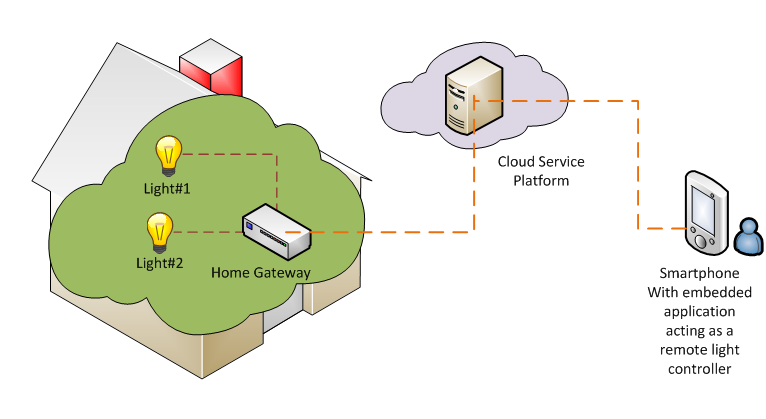 Light#1
Light#2
Home Gateway
Cloud Service
Platform
Smartphone
With embedded
application
acting as a
remote light
controller